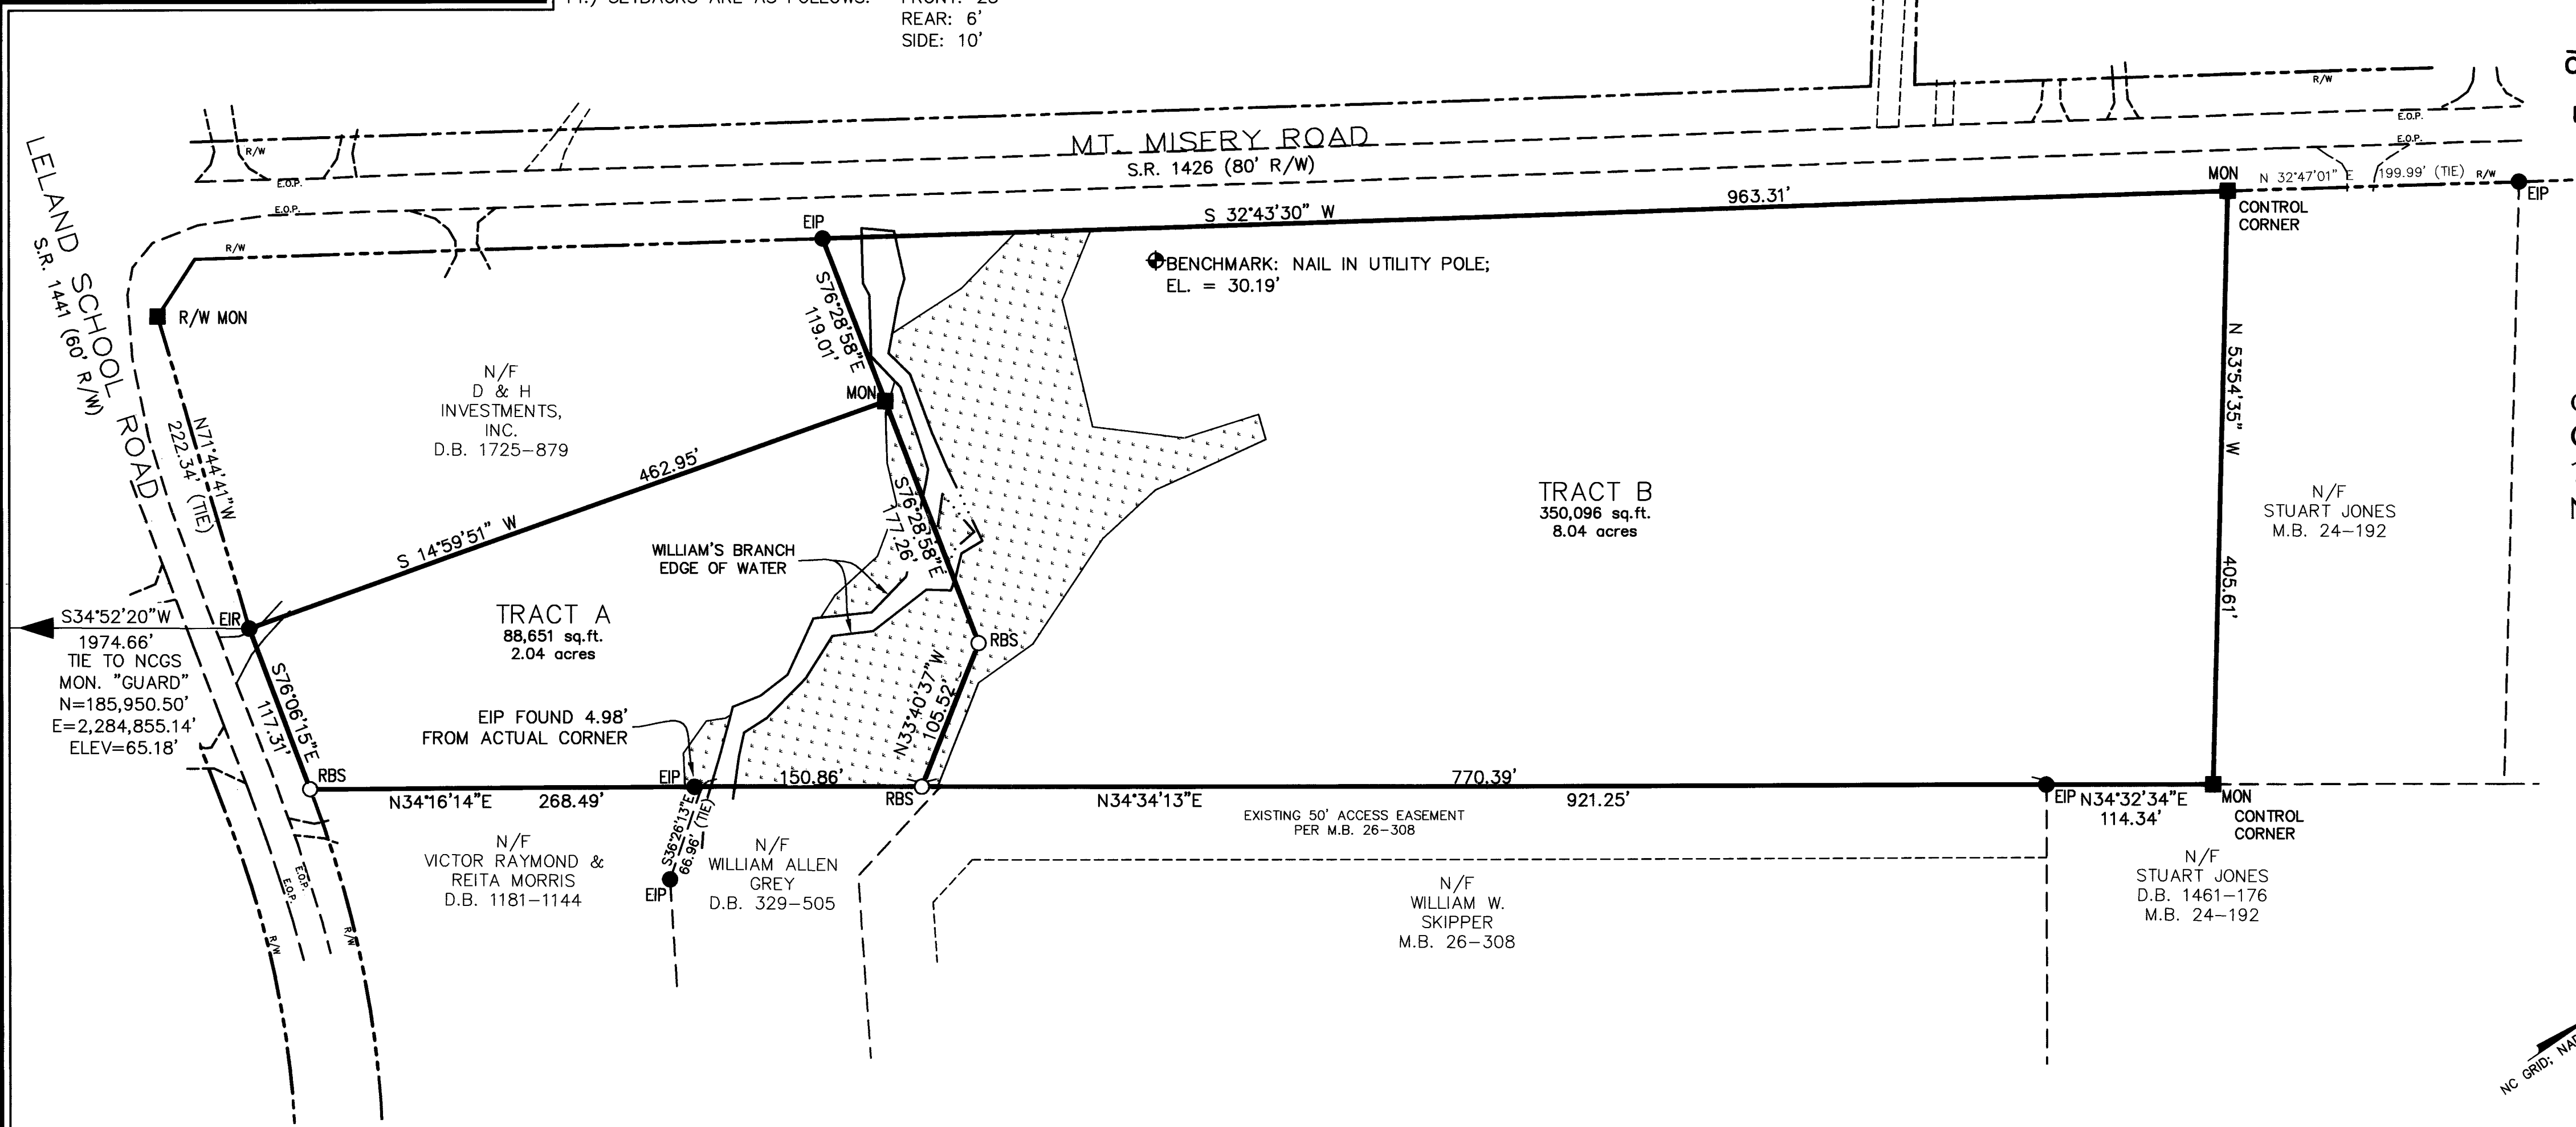 FRONT: 25'
REAR: 6'
SIDE: 10'
MT. MISERY ROAD
S.R. 1426 (80' R/W)
LELAND SCHOOL ROAD
S.R. 1441 (60' R/W)
R/W
E.O.P.
E.O.P.
R/W
R/W
E.O.P.
E.O.P.
MON
N 32°47'01" E
199.99' (TIE)
R/W
EIP
CONTROL
CORNER
EIP
S 32°43'30" W
963.31'
BENCHMARK: NAIL IN UTILITY POLE;
EL. = 30.19'
R/W MON
S76°28'58"E
119.01'
N/F
D & H
INVESTMENTS,
INC.
D.B. 1725-879
MON
N71°44'41"W
222.34' (TIE)
S 14°59'51" W
462.95'
S76°28'58"E
177.26'
WILLIAM'S BRANCH
EDGE OF WATER
TRACT B
350,096 sq.ft.
8.04 acres
N 53°54'35" W
405.61'
N/F
STUART JONES
M.B. 24-192
S34°52'20"W
1974.66'
TIE TO NCGS
MON. "GUARD"
N=185,950.50'
E=2,284,855.14'
ELEV=65.18'
EIR
TRACT A
88,651 sq.ft.
2.04 acres
RBS
S76°06'15"E
117.31'
N33°40'37"W
105.52'
EIP FOUND 4.98'
FROM ACTUAL CORNER
RBS
N34°16'14"E
268.49'
EIP
150.86'
RBS
770.39'
N34°34'13"E
921.25'
EIP
N34°32'34"E
114.34'
MON
CONTROL
CORNER
EXISTING 50' ACCESS EASEMENT
PER M.B. 26-308
S36°26'13"E
66.96' (TIE)
EIP
N/F
VICTOR RAYMOND &
REITA MORRIS
D.B. 1181-1144
N/F
WILLIAM ALLEN
GREY
D.B. 329-505
N/F
WILLIAM W.
SKIPPER
M.B. 26-308
N/F
STUART JONES
D.B. 1461-176
M.B. 24-192
E.O.P.
E.O.P.
R/W
R/W
NC GRID;